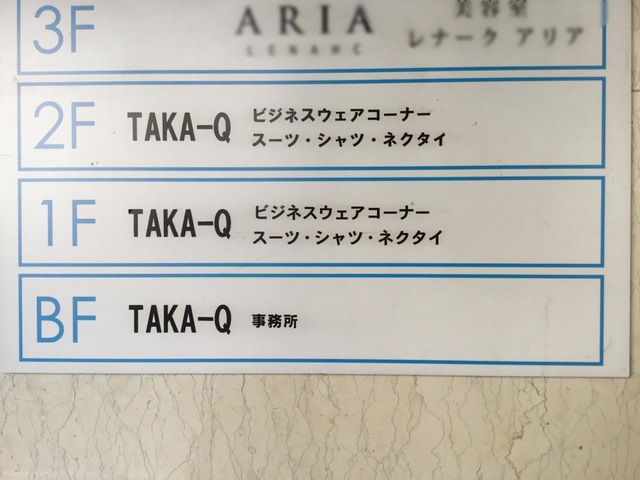 3F ARIA 美容室
LENAHC レナーク アリア
2F TAKA-Q ビジネスウェアコーナー
スーツ・シャツ・ネクタイ
1F TAKA-Q ビジネスウェアコーナー
スーツ・シャツ・ネクタイ
BF TAKA-Q 事務所